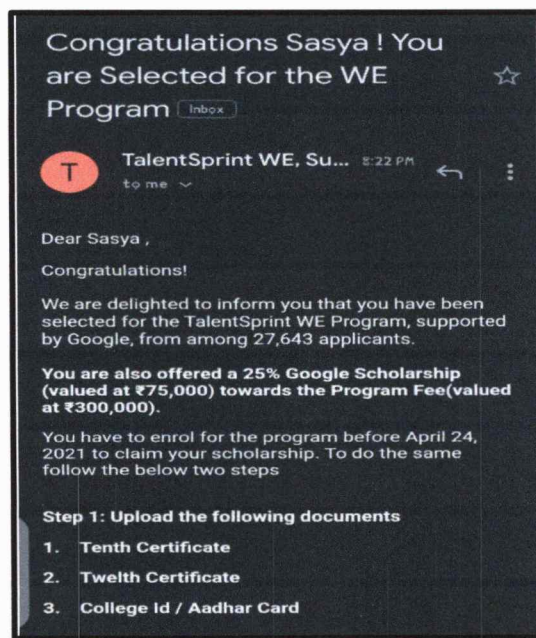 Congratulations Sasya ! You
are Selected for the WE
Program Inbox
T
TalentSprint WE, Su... 8:22 PM
to me
Dear Sasya ,
Congratulations!
We are delighted to inform you that you have been
selected for the TalentSprint WE Program, supported
by Google, from among 27,643 applicants.
You are also offered a 25% Google Scholarship
(valued at ₹75,000) towards the Program Fee(valued
at ₹300,000).
You have to enrol for the program before April 24,
2021 to claim your scholarship. To do the same
follow the below two steps
Step 1: Upload the following documents
1. Tenth Certificate
2. Twelth Certificate
3. College Id / Aadhar Card